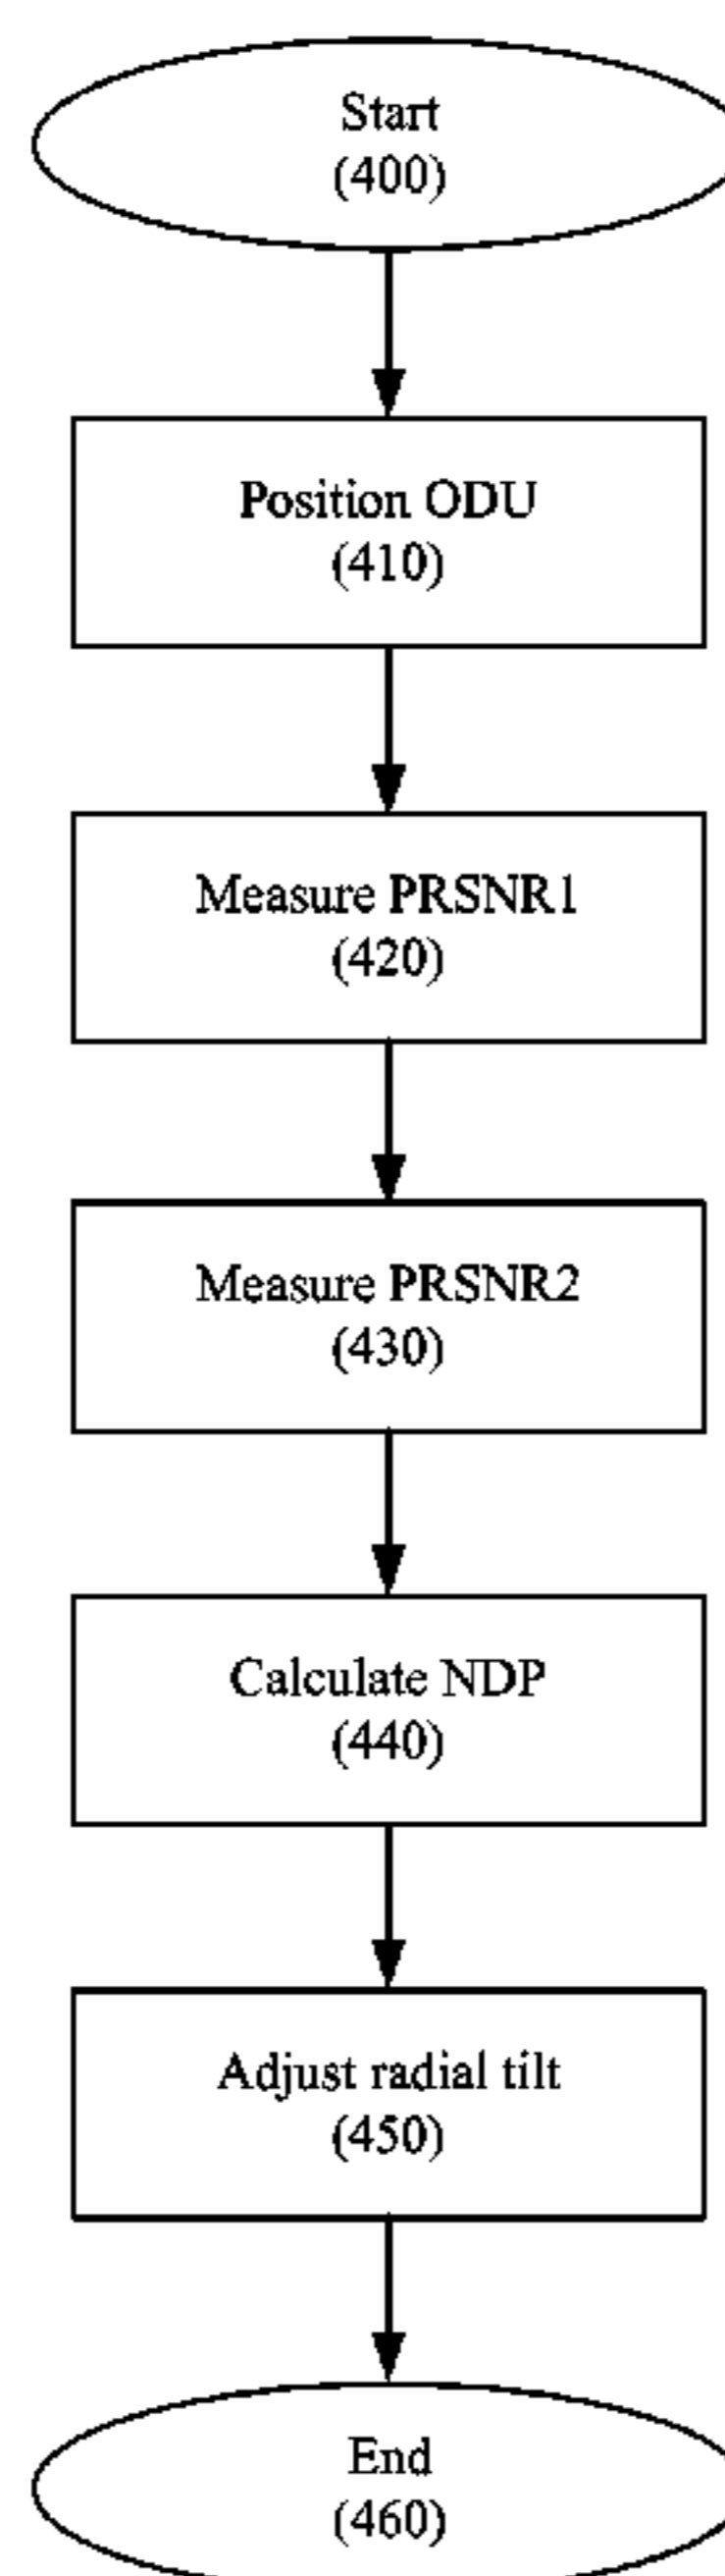 Start
(400)
Position ODU
(410)
Measure PRSNR1
(420)
Measure PRSNR2
(430)
Calculate NDP
(440)
Adjust radial tilt
(450)
End
(460)